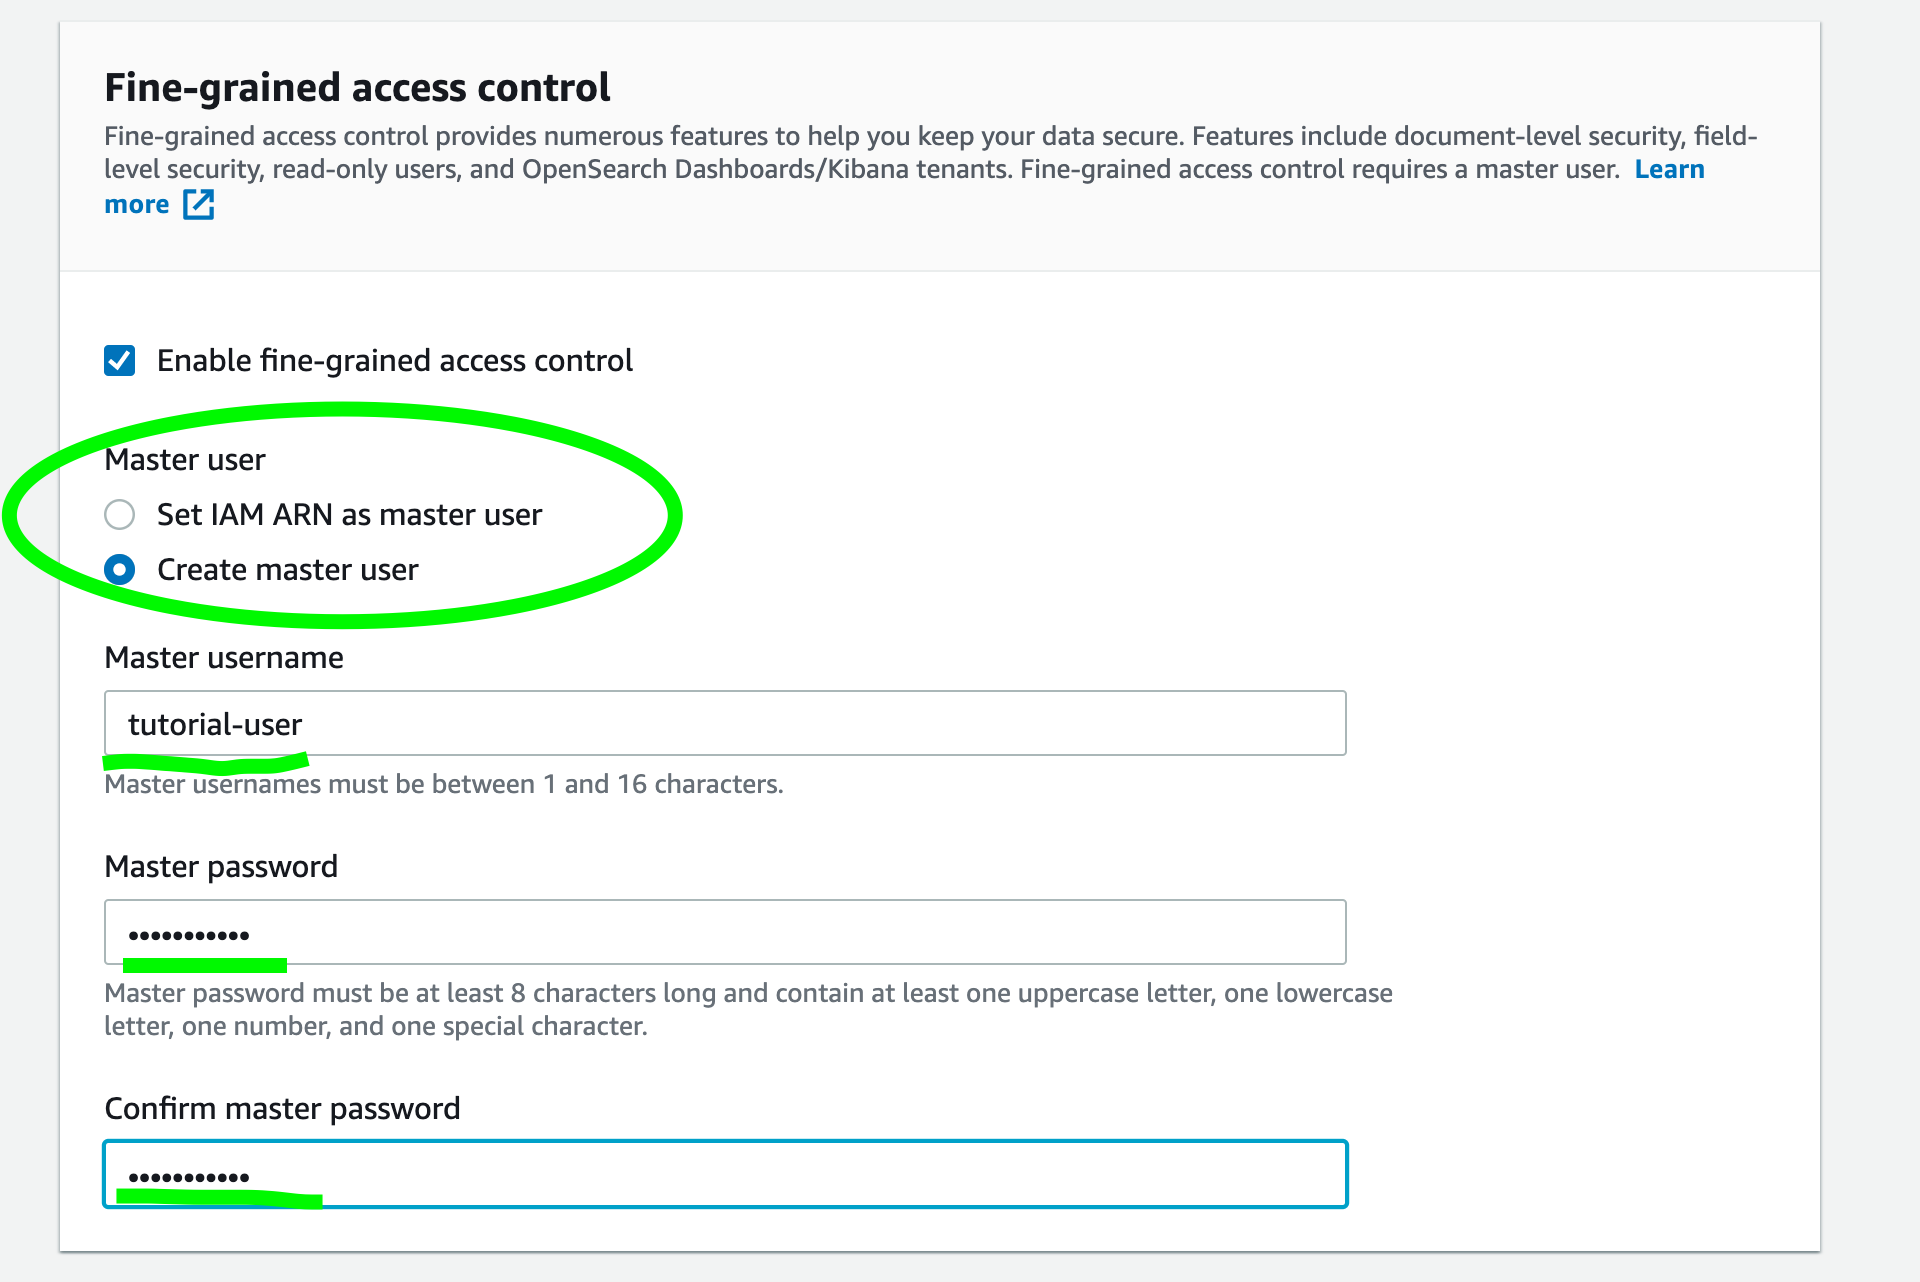 Fine-grained access control
Fine-grained access control provides numerous features to help you keep your data secure. Features include document-level security, field-
level security, read-only users, and OpenSearch Dashboards/Kibana tenants. Fine-grained access control requires a master user. Learn
more
Enable fine-grained access control
Master user
Set IAM ARN as master user
Create master user
Master username
tutorial-user
Master usernames must be between 1 and 16 characters.
Master password
•••••••••••
Master password must be at least 8 characters long and contain at least one uppercase letter, one lowercase
letter, one number, and one special character.
Confirm master password
•••••••••••